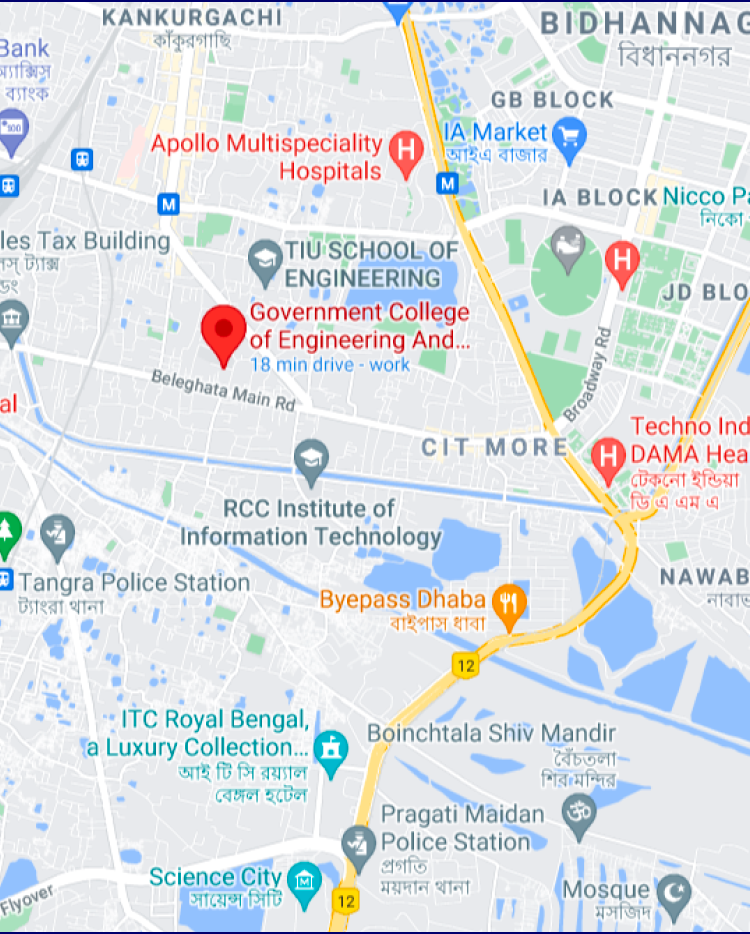 KANKURGACHI
কাঁকুরগাছি
BIDHANNAG
বিধাননগর
Bank
ব্যাংক
GB BLOCK
Apollo Multispeciality
Hospitals
H
IA Market
আইএ বাজার
M
M
IA BLOCK
Nicco Pa
নিকো
les Tax Building
লস্ ট্যাক্স
TIU SCHOOL OF
ENGINEERING
H
JD BLO
Government College
of Engineering And...
18 min drive - work
Beleghata Main Rd
Broadway Rd
al
CIT MORE
Techno Ind
DAMA Hea
টেকনো ইন্ডিয়া
ডি এ এম এ
H
RCC Institute of
Information Technology
Tangra Police Station
ট্যাংরা থানা
NAWAB
নাবাভ
Byepass Dhaba
বাইপাস ধাবা
12
ITC Royal Bengal,
a Luxury Collection...
আই টি সি রয়্যাল
বেঙ্গল হটেল
Boinchtala Shiv Mandir
বৈঁচতলা
শিব মন্দির
Pragati Maidan
Police Station
প্রগতি
ময়দান থানা
Science City
সায়েন্স সিটি
12
Mosque
মসজিদ
Flyover